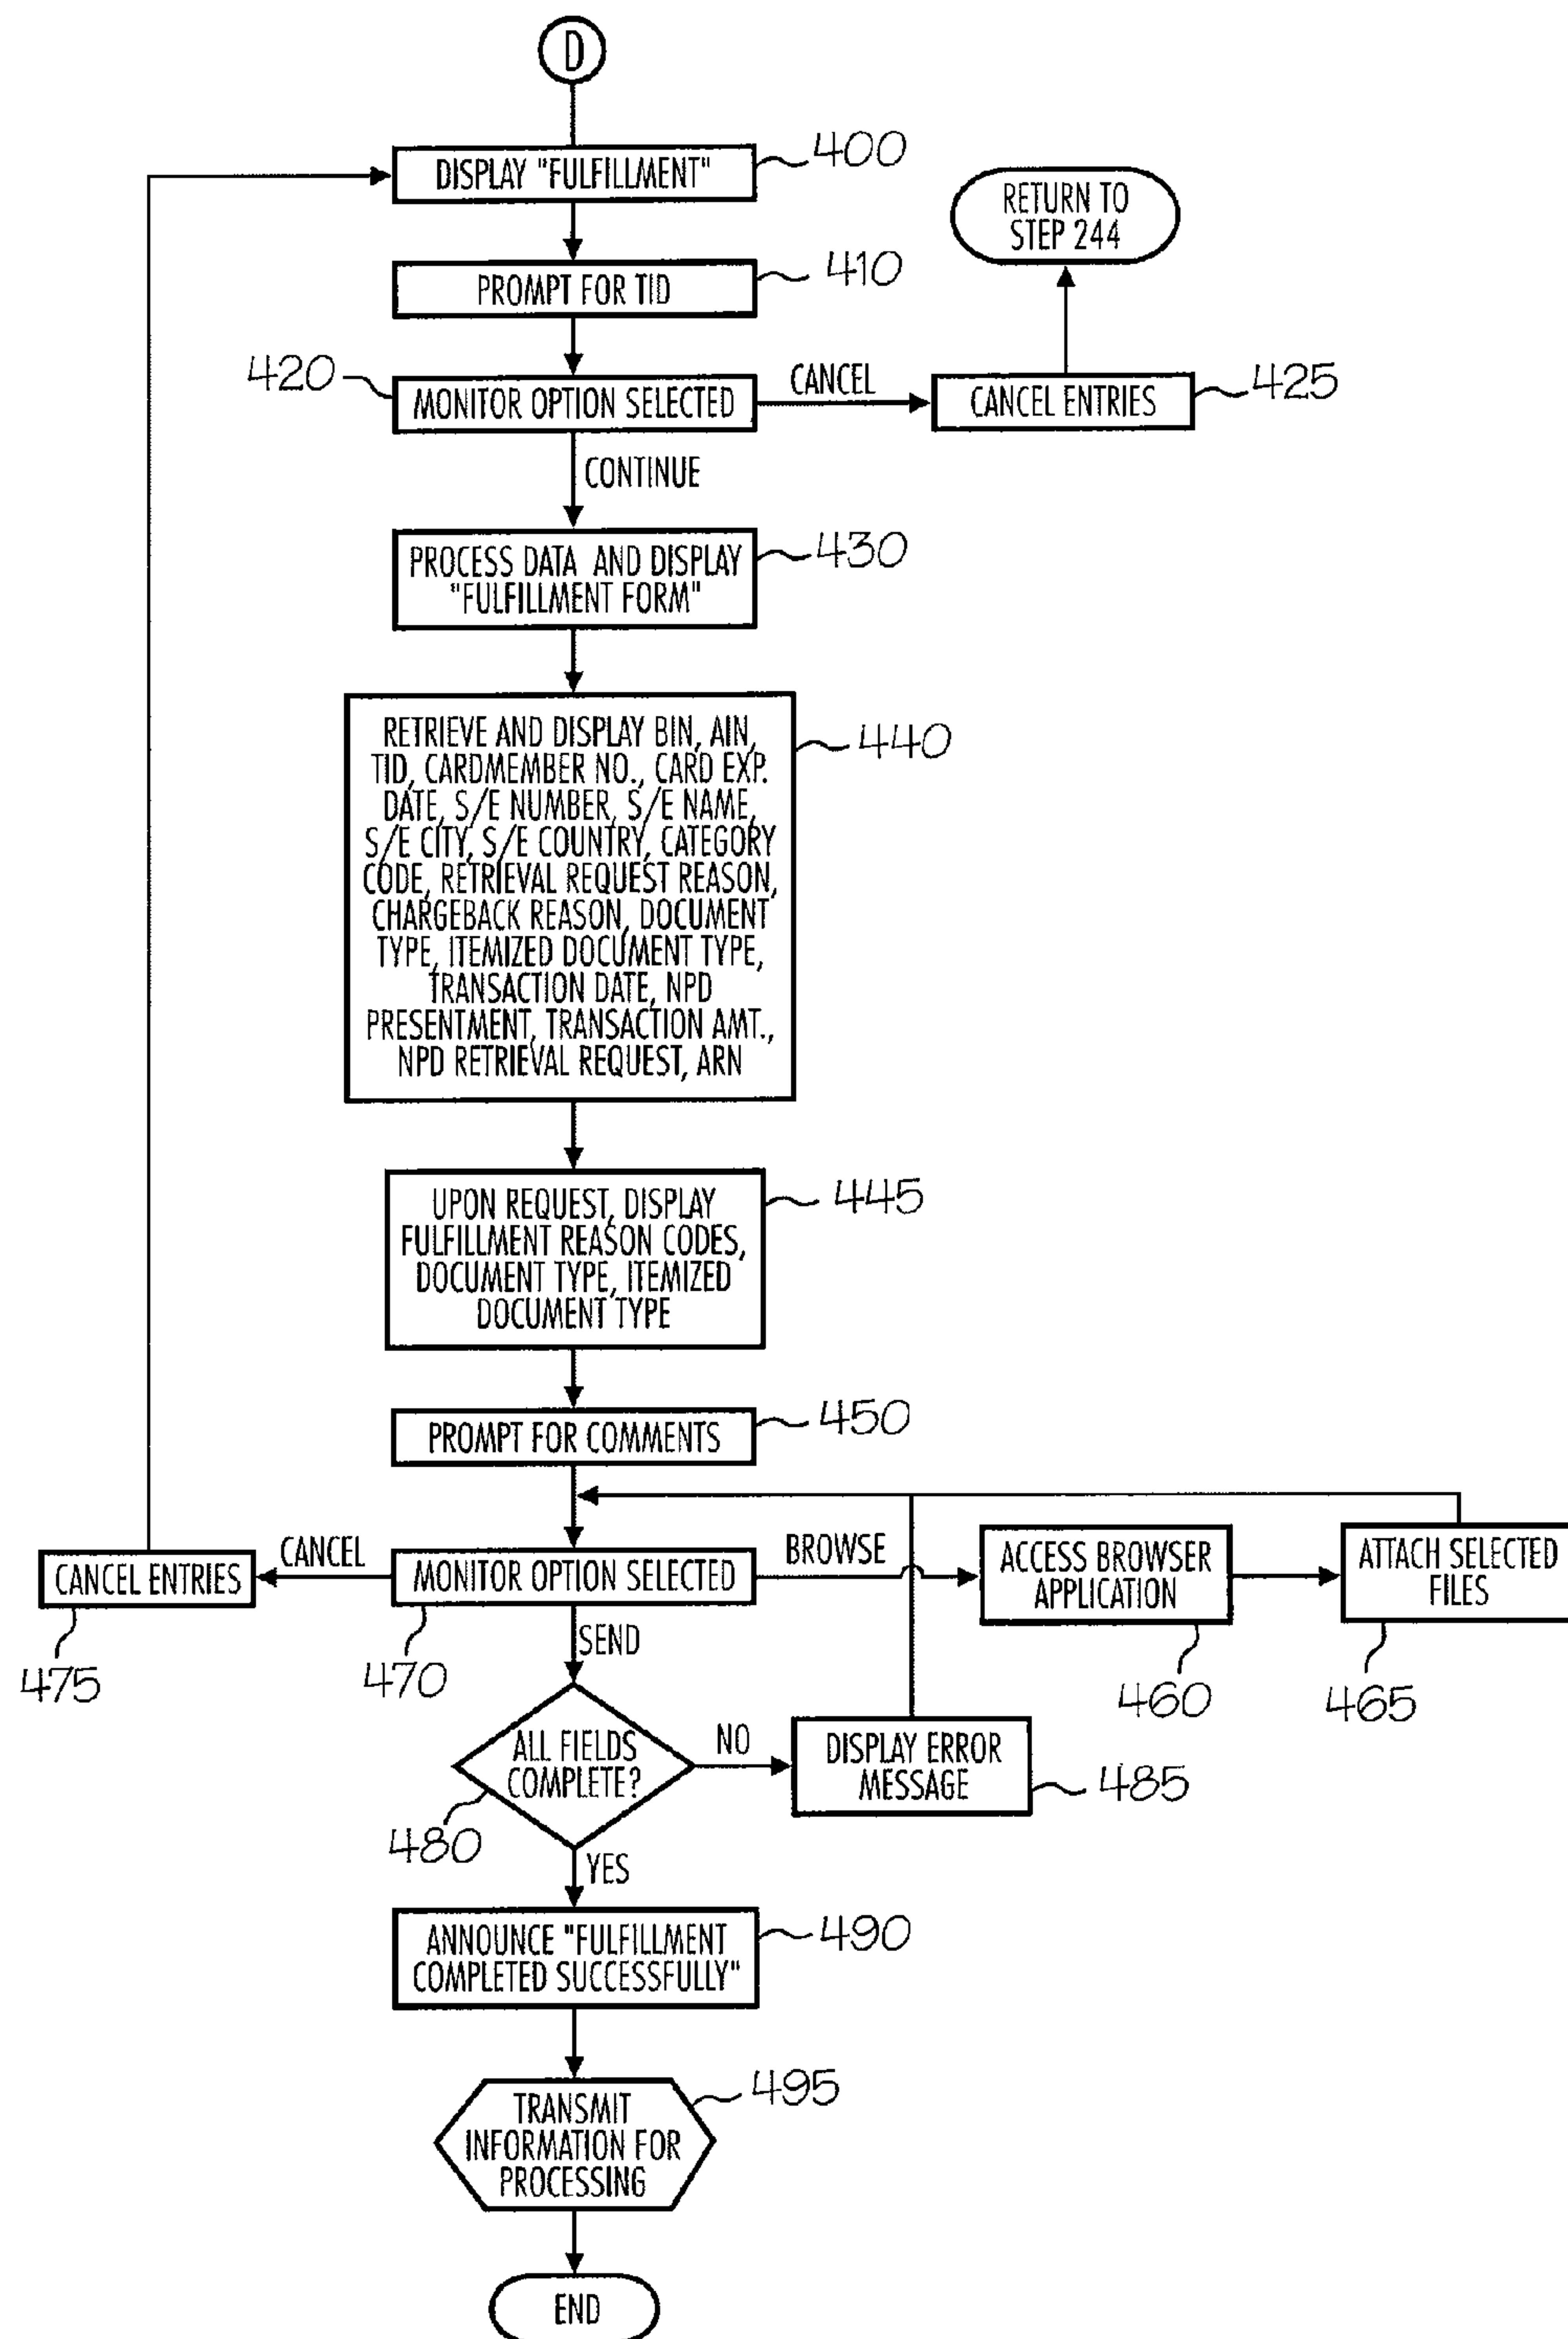 D
DISPLAY "FULFILLMENT"
400
RETURN TO
STEP 244
PROMPT FOR TID
410
420
MONITOR OPTION SELECTED
CANCEL
CANCEL ENTRIES
425
CONTINUE
PROCESS DATA AND DISPLAY
"FULFILLMENT FORM"
430
RETRIEVE AND DISPLAY BIN, AIN,
TID, CARDMEMBER NO., CARD EXP.
DATE, S/E NUMBER, S/E NAME,
S/E CITY, S/E COUNTRY, CATEGORY
CODE, RETRIEVAL REQUEST REASON,
CHARGEBACK REASON, DOCUMENT
TYPE, ITEMIZED DOCUMENT TYPE,
TRANSACTION DATE, NPD
PRESENTMENT, TRANSACTION AMT.,
NPD RETRIEVAL REQUEST, ARN
440
UPON REQUEST, DISPLAY
FULFILLMENT REASON CODES,
DOCUMENT TYPE, ITEMIZED
DOCUMENT TYPE
445
PROMPT FOR COMMENTS
450
CANCEL ENTRIES
475
CANCEL
MONITOR OPTION SELECTED
470
BROWSE
ACCESS BROWSER
APPLICATION
460
ATTACH SELECTED
FILES
465
SEND
ALL FIELDS
COMPLETE?
480
NO
DISPLAY ERROR
MESSAGE
485
YES
ANNOUNCE "FULFILLMENT
COMPLETED SUCCESSFULLY"
490
TRANSMIT
INFORMATION FOR
PROCESSING
495
END